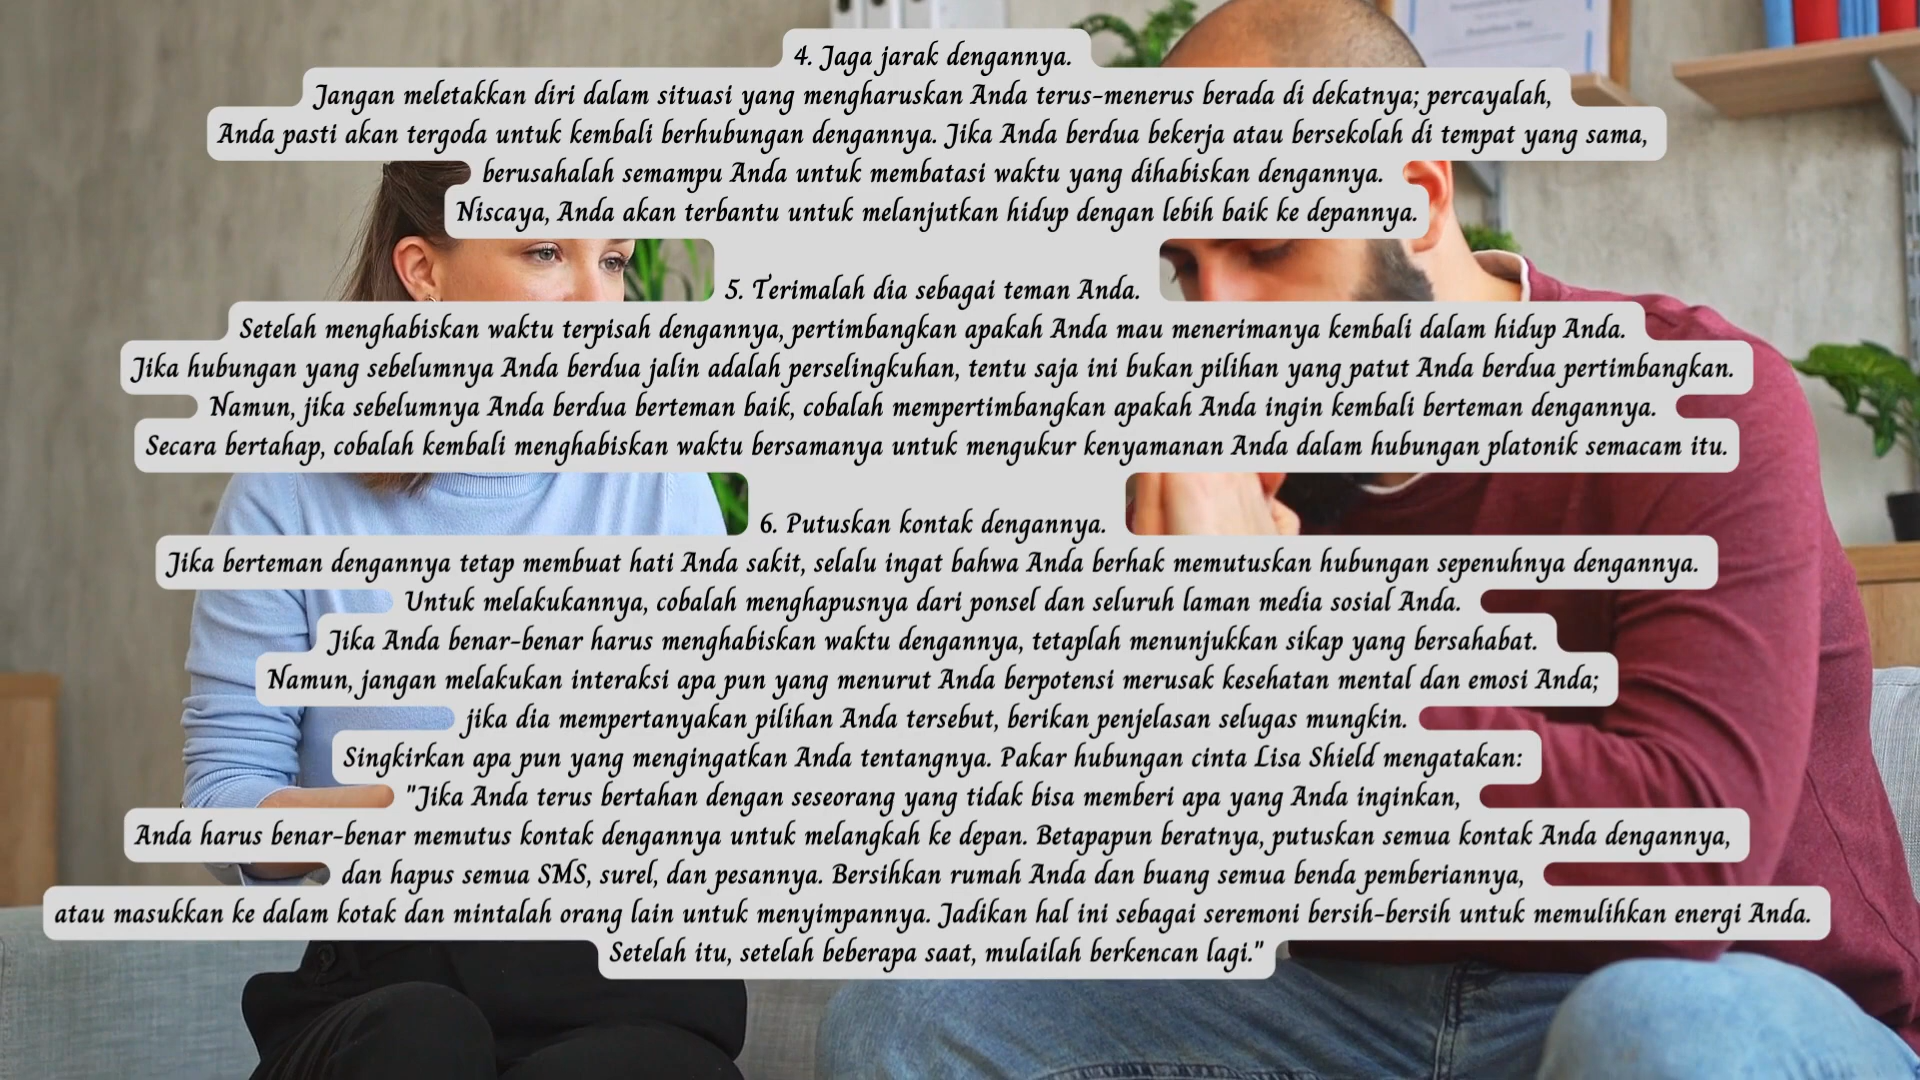 4. Jaga jarak dengannya.
Jangan meletakkan diri dalam situasi yang mengharuskan Anda terus-menerus berada di dekatnya; percayalah,
Anda pasti akan tergoda untuk kembali berhubungan dengannya. Jika Anda berdua bekerja atau bersekolah di tempat yang sama,
berusahalah semampu Anda untuk membatasi waktu yang dihabiskan dengannya.
Niscaya, Anda akan terbantu untuk melanjutkan hidup dengan lebih baik ke depannya.
5. Terimalah dia sebagai teman Anda.
Setelah menghabiskan waktu terpisah dengannya, pertimbangkan apakah Anda mau menerimanya kembali dalam hidup Anda.
Jika hubungan yang sebelumnya Anda berdua jalin adalah perselingkuhan, tentu saja ini bukan pilihan yang patut Anda berdua pertimbangkan.
Namun, jika sebelumnya Anda berdua berteman baik, cobalah mempertimbangkan apakah Anda ingin kembali berteman dengannya.
Secara bertahap, cobalah kembali menghabiskan waktu bersamanya untuk mengukur kenyamanan Anda dalam hubungan platonik semacam itu.
6. Putuskan kontak dengannya.
Jika berteman dengannya tetap membuat hati Anda sakit, selalu ingat bahwa Anda berhak memutuskan hubungan sepenuhnya dengannya.
Untuk melakukannya, cobalah menghapusnya dari ponsel dan seluruh laman media sosial Anda.
Jika Anda benar-benar harus menghabiskan waktu dengannya, tetaplah menunjukkan sikap yang bersahabat.
Namun, jangan melakukan interaksi apa pun yang menurut Anda berpotensi merusak kesehatan mental dan emosi Anda;
jika dia mempertanyakan pilihan Anda tersebut, berikan penjelasan selugas mungkin.
Singkirkan apa pun yang mengingatkan Anda tentangnya. Pakar hubungan cinta Lisa Shield mengatakan:
"Jika Anda terus bertahan dengan seseorang yang tidak bisa memberi apa yang Anda inginkan,
Anda harus benar-benar memutus kontak dengannya untuk melangkah ke depan. Betapapun beratnya, putuskan semua kontak Anda dengannya,
dan hapus semua SMS, surel, dan pesannya. Bersihkan rumah Anda dan buang semua benda pemberiannya,
atau masukkan ke dalam kotak dan mintalah orang lain untuk menyimpannya. Jadikan hal ini sebagai seremoni bersih-bersih untuk memulihkan energi Anda.
Setelah itu, setelah beberapa saat, mulailah berkencan lagi."